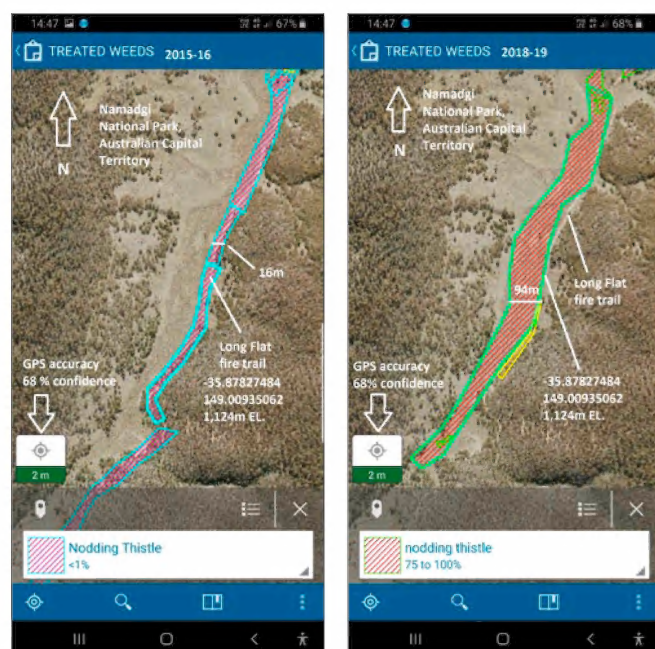 14:47
67%
TREATED WEEDS 2015-16
Namadgi
National Park,
Australian Capital
Territory
N
16m
Long Flat
fire trail
-35.87827484
149.00935062
1,124m EL.
GPS accuracy
68 % confidence
2 m
Nodding Thistle
<1%
14:47
68%
TREATED WEEDS 2018-19
Namadgi
National Park,
Australian Capital
Territory
N
Long Flat
fire trail
94m
-35.87827484
149.00935062
1,124m EL.
GPS accuracy
68% confidence
2 m
nodding thistle
75 to 100%